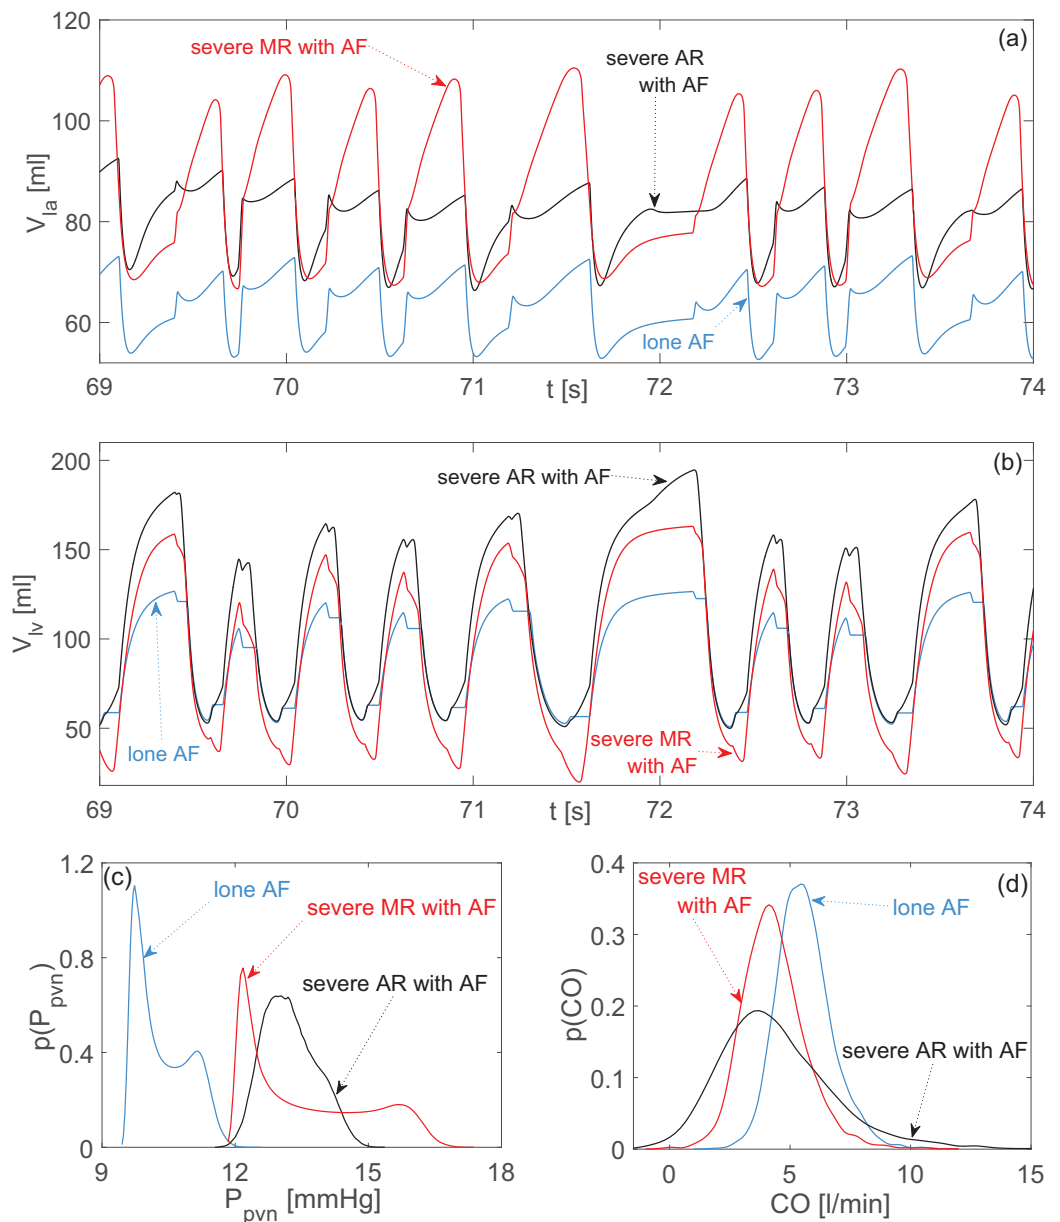 120
100
80
60
V_la [ml]
(a)
severe MR with AF
severe AR
with AF
lone AF
69
70
71
72
73
74
t [s]
200
150
100
50
V_lv [ml]
(b)
severe AR with AF
lone AF
severe MR
with AF
69
70
71
72
73
74
t [s]
1.2
0.8
0.4
0
p(P_pvn)
(c)
lone AF
severe MR with AF
severe AR with AF
9
12
15
18
P_pvn [mmHg]
0.4
0.3
0.2
0.1
0
p(CO)
(d)
severe MR
with AF
lone AF
severe AR with AF
0
5
10
15
CO [l/min]